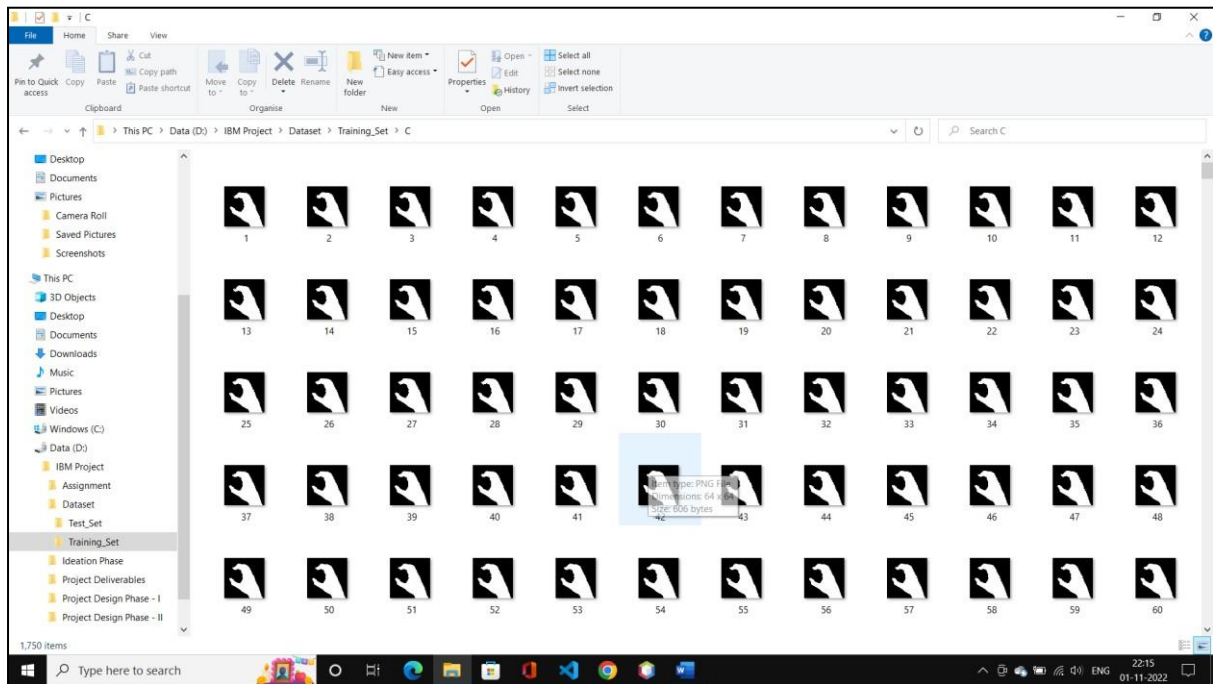 C
File Home Share View
Pin to Quick access
Copy
Paste
Cut
Copy path
Paste shortcut
Clipboard
Move to
Copy to
Delete
Rename
Organise
New folder
New item
Easy access
New
Properties
Open
Edit
History
Open
Select all
Select none
Invert selection
Select
This PC > Data (D:) > IBM Project > Dataset > Training_Set > C
Search C
Desktop
Documents
Pictures
Camera Roll
Saved Pictures
Screenshots
This PC
3D Objects
Desktop
Documents
Downloads
Music
Pictures
Videos
Windows (C:)
Data (D:)
IBM Project
Assignment
Dataset
Test_Set
Training_Set
Ideation Phase
Project Deliverables
Project Design Phase - I
Project Design Phase - II
1 2 3 4 5 6 7 8 9 10 11 12
13 14 15 16 17 18 19 20 21 22 23 24
25 26 27 28 29 30 31 32 33 34 35 36
Item type: PNG File
Dimensions: 64 x 64
Size: 606 bytes
37 38 39 40 41 42 43 44 45 46 47 48
49 50 51 52 53 54 55 56 57 58 59 60
1,750 items
Type here to search
ENG
22:15
01-11-2022